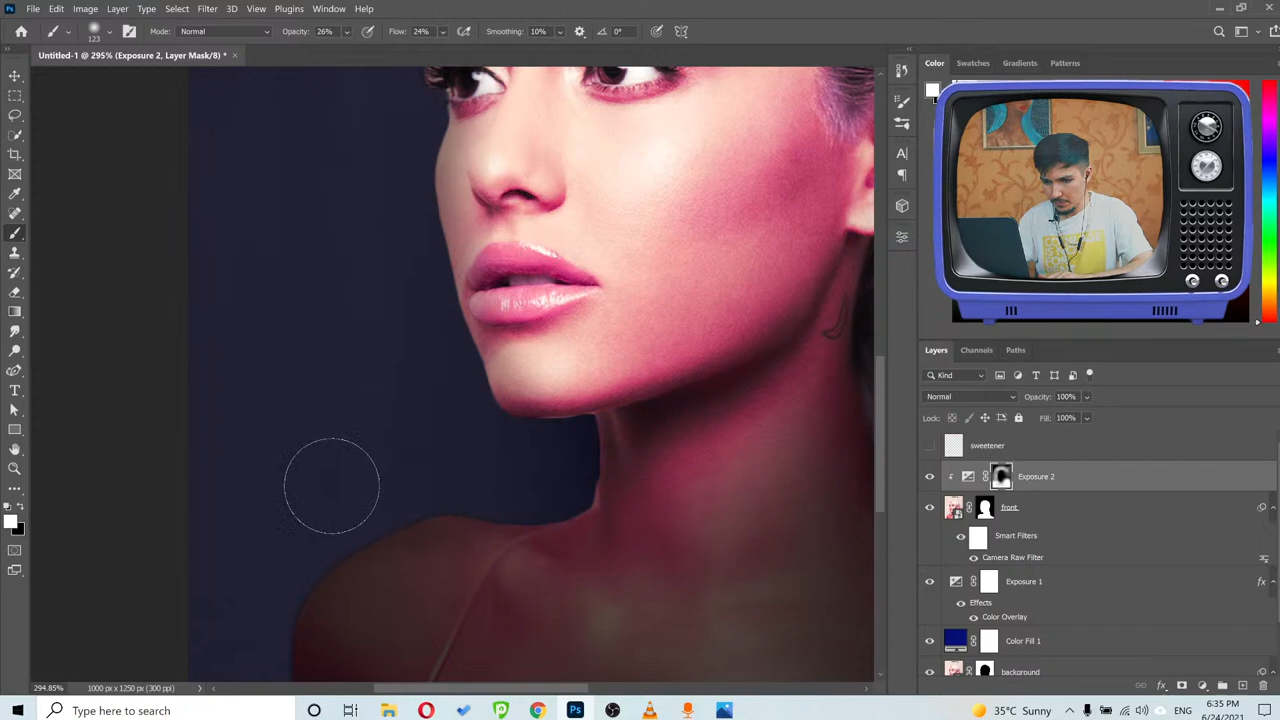 Ps File Edit Image Layer Type Select Filter 3D View Plugins Window Help
123 Mode: Normal Opacity: 26% Flow: 24% Smoothing: 10% 0°
Untitled-1 @ 295% (Exposure 2, Layer Mask/8) * ×
Color Swatches Gradients Patterns
Layers Channels Paths
Kind
Normal Opacity: 100%
Lock: Fill: 100%
sweetener
Exposure 2
front
Smart Filters
Camera Raw Filter
Exposure 1 fx
Effects
Color Overlay
Color Fill 1
background
294.85% 1000 px x 1250 px (300 ppi)
Type here to search
Ps
35°C Sunny ENG
6:35 PM
6/24/2021